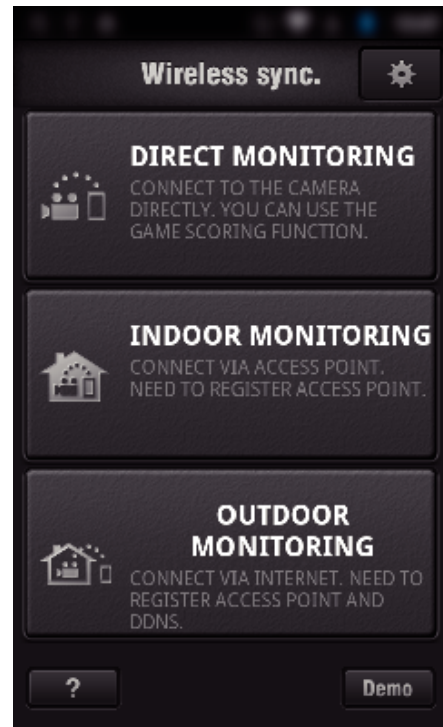 Wireless sync.
DIRECT MONITORING
CONNECT TO THE CAMERA
DIRECTLY. YOU CAN USE THE
GAME SCORING FUNCTION.
INDOOR MONITORING
CONNECT VIA ACCESS POINT.
NEED TO REGISTER ACCESS POINT.
OUTDOOR
MONITORING
CONNECT VIA INTERNET. NEED TO
REGISTER ACCESS POINT AND
DDNS.
?
Demo